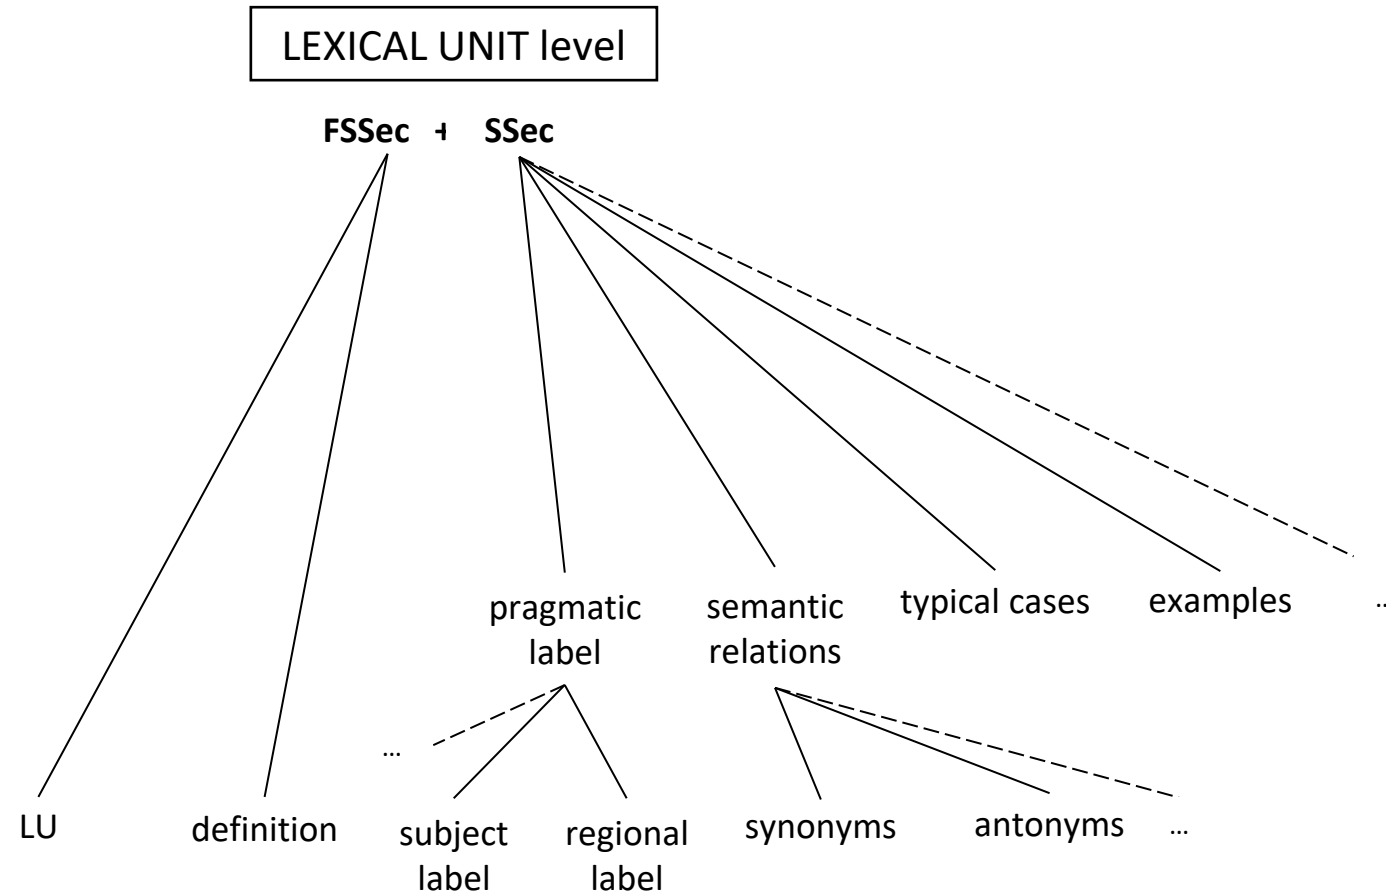 LEXICAL UNIT level
FSSec + SSec
pragmatic
label
semantic
relations
typical cases
examples
...
...
LU
definition
subject
label
regional
label
synonyms
antonyms
...